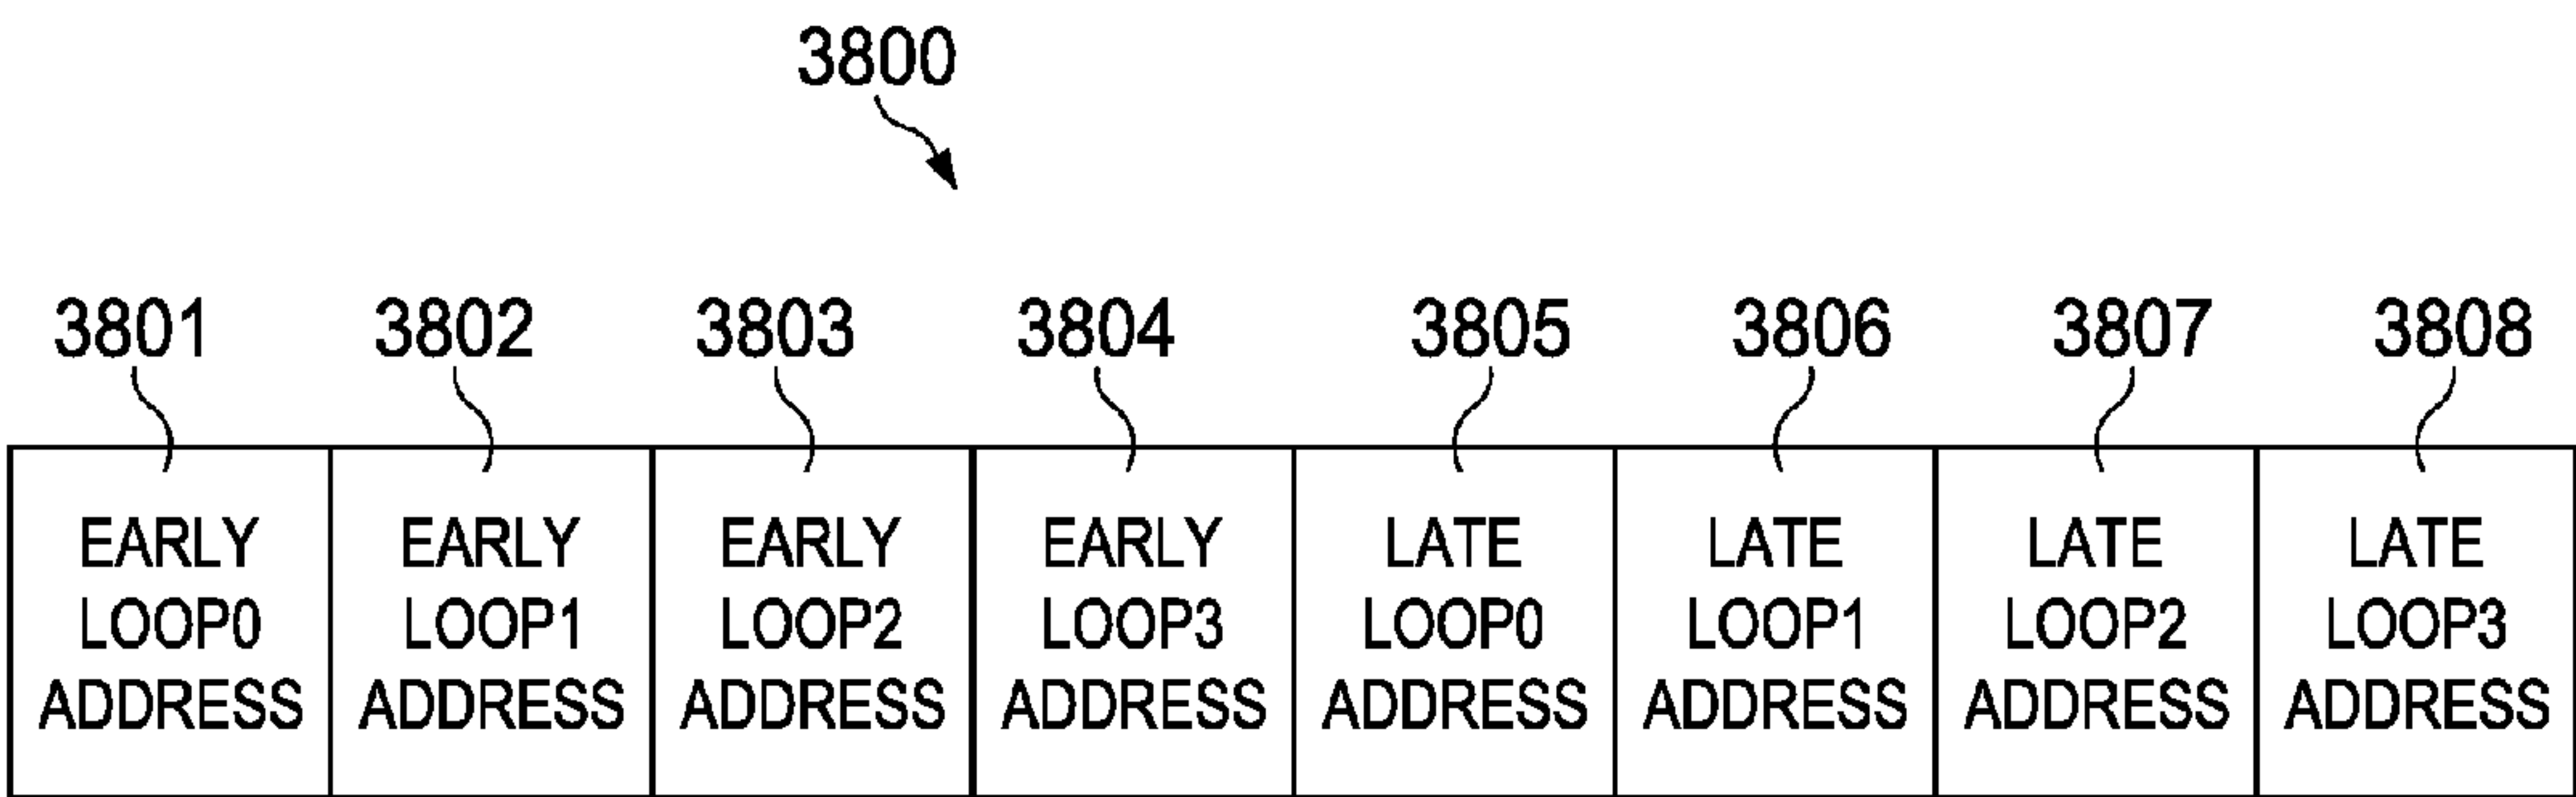 3800
3801 3802 3803 3804 3805 3806 3807 3808
EARLY EARLY EARLY EARLY LATE LATE LATE LATE
LOOP0 LOOP1 LOOP2 LOOP3 LOOP0 LOOP1 LOOP2 LOOP3
ADDRESS ADDRESS ADDRESS ADDRESS ADDRESS ADDRESS ADDRESS ADDRESS